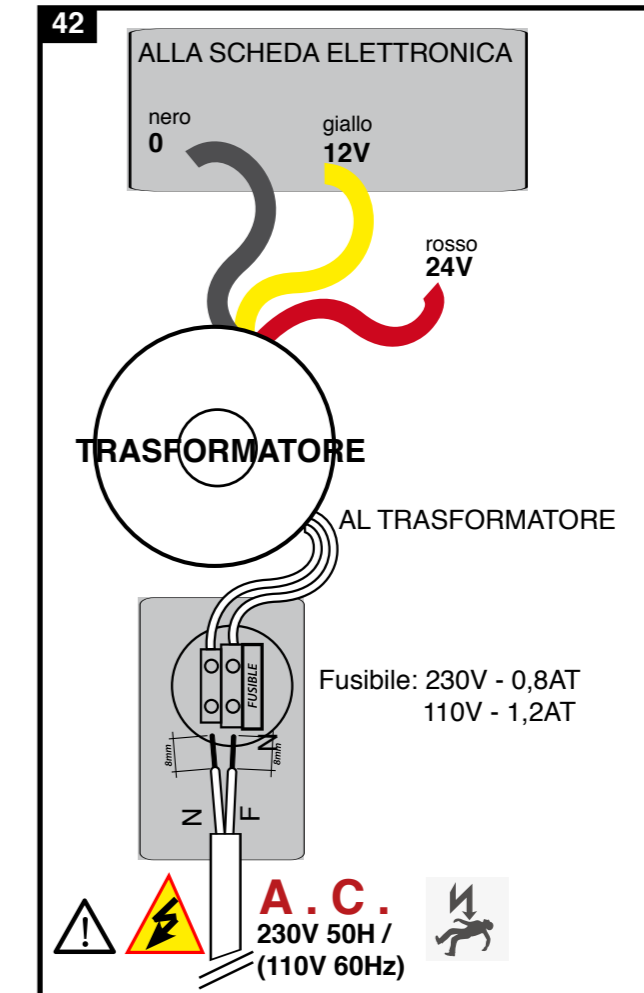 42
ALLA SCHEDA ELETTRONICA
nero
0
giallo
12V
rosso
24V
TRASFORMATORE
AL TRASFORMATORE
FUSIBLE
Fusibile: 230V - 0,8AT
110V - 1,2AT
N
8mm
8mm
N
F
A . C .
230V 50H /
(110V 60Hz)